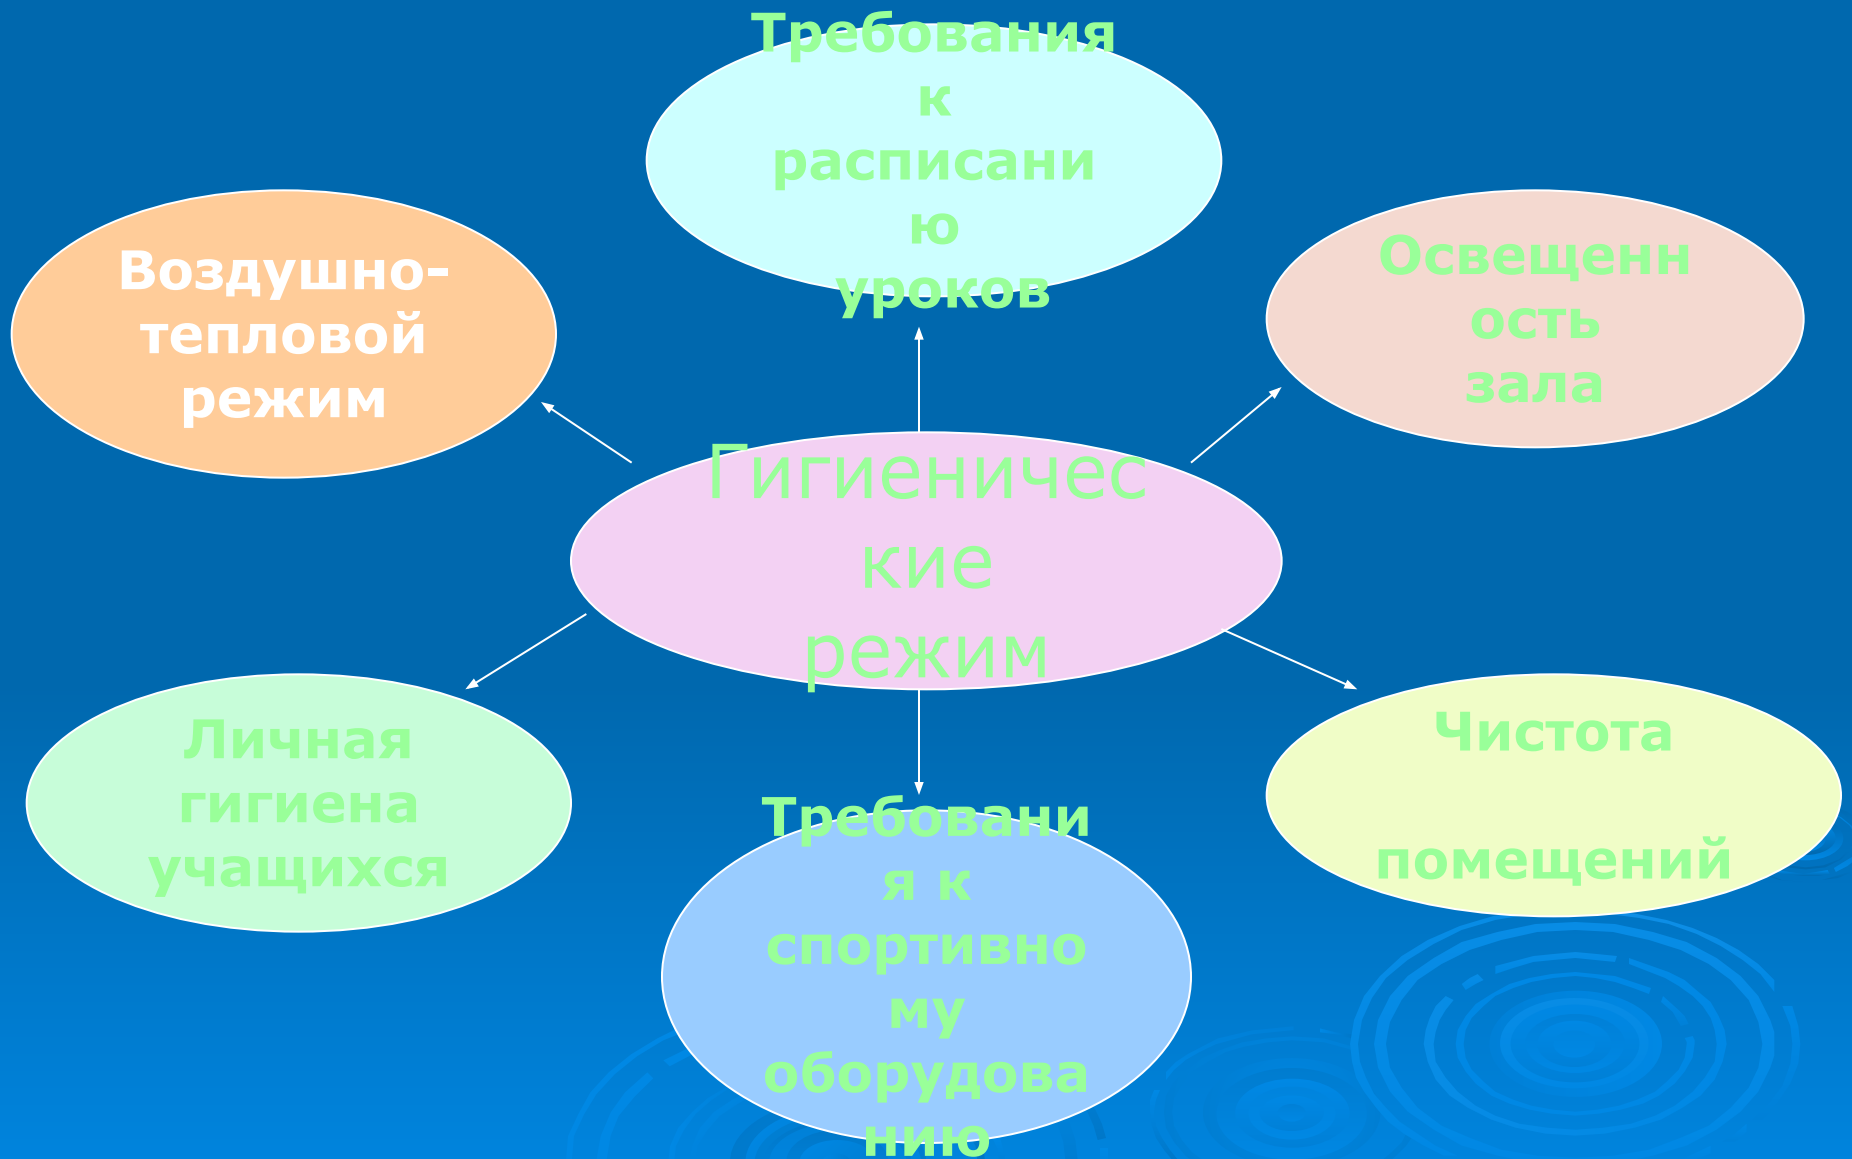 Требования
к
расписани
ю
уроков
Воздушно-
тепловой
режим
Освещенн
ость
зала
Гигиеничес
кие
режим
Личная
гигиена
учащихся
Чистота
помещений
Требовани
я к
спортивно
му
оборудова
нию